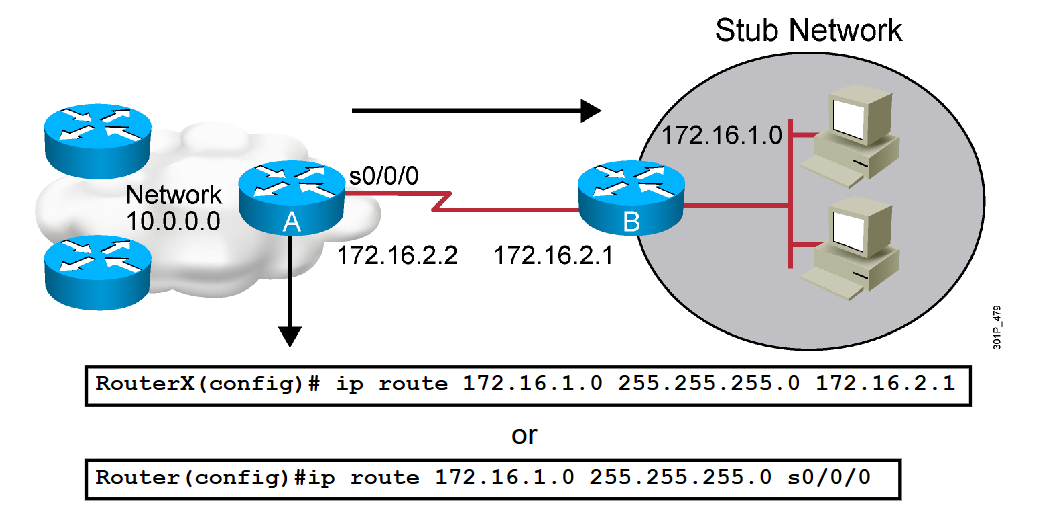 Stub Network
172.16.1.0
s0/0/0
Network
10.0.0.0
A
B
172.16.2.2
172.16.2.1
301P_479
RouterX(config)# ip route 172.16.1.0 255.255.255.0 172.16.2.1
or
Router(config)#ip route 172.16.1.0 255.255.255.0 s0/0/0